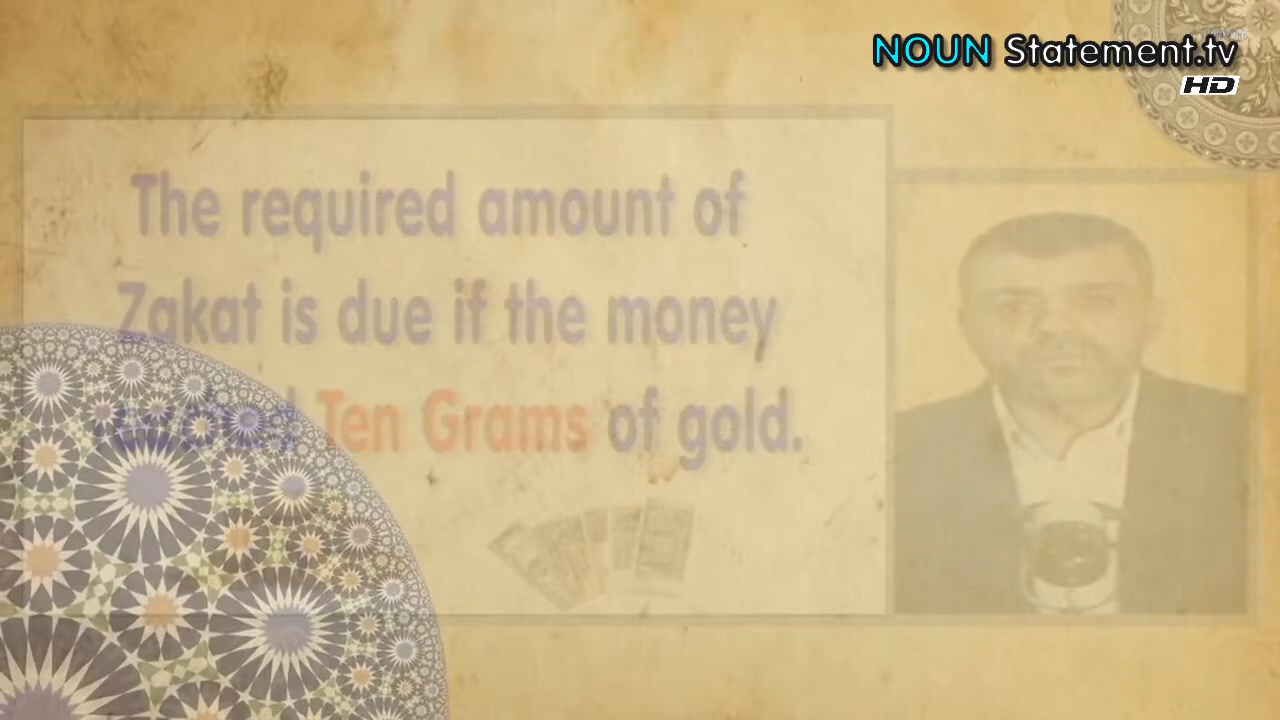 NOUN Statement.tv
HD
The required amount of
Zakat is due if the money
Ten Grams of gold.